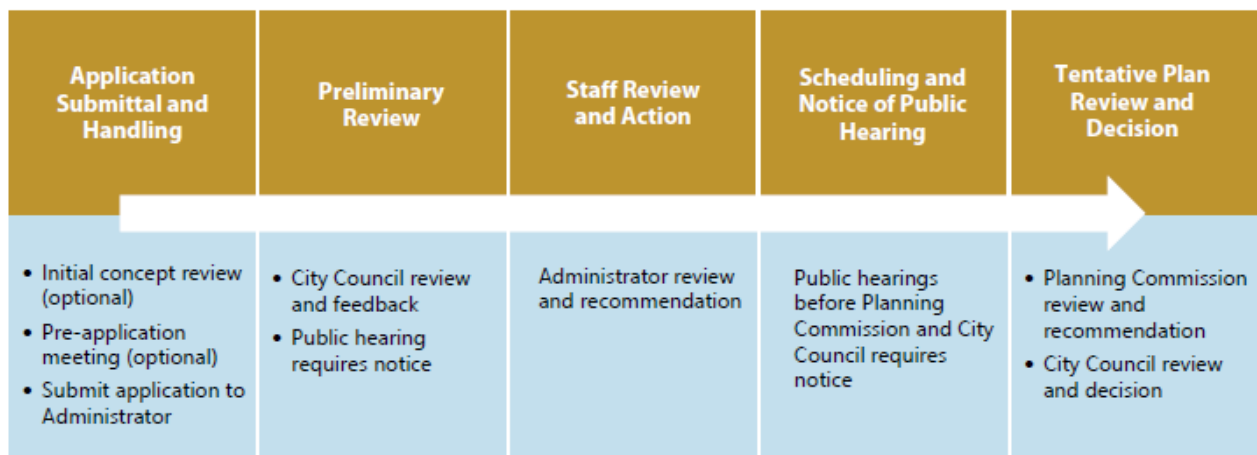 Application
Submittal and
Handling
Preliminary
Review
Staff Review
and Action
Scheduling and
Notice of Public
Hearing
Tentative Plan
Review and
Decision
• Initial concept review
(optional)
• Pre-application
meeting (optional)
• Submit application to
Administrator
• City Council review
and feedback
• Public hearing
requires notice
Administrator review
and recommendation
Public hearings
before Planning
Commission and City
Council requires
notice
• Planning Commission
review and
recommendation
• City Council review
and decision